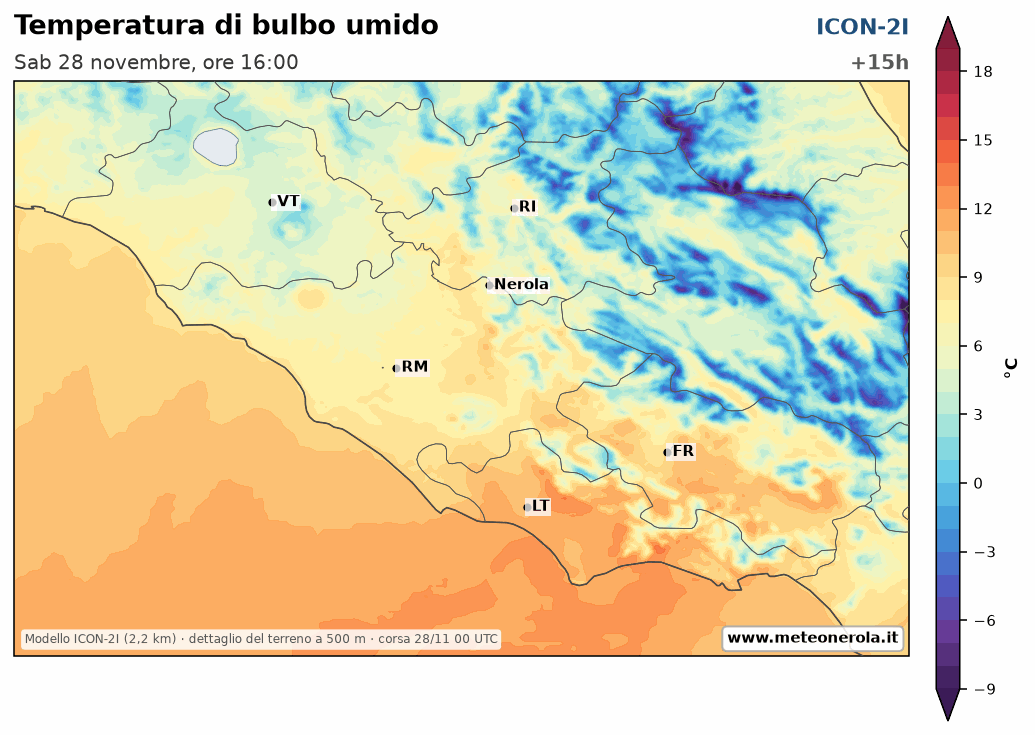 Temperatura di bulbo umido
ICON-2I
Sab 28 novembre, ore 16:00
+15h
VT
RI
Nerola
RM
FR
LT
Modello ICON-2I (2,2 km) · dettaglio del terreno a 500 m · corsa 28/11 00 UTC
www.meteonerola.it
18
15
12
9
6
3
0
−3
−6
−9
°C